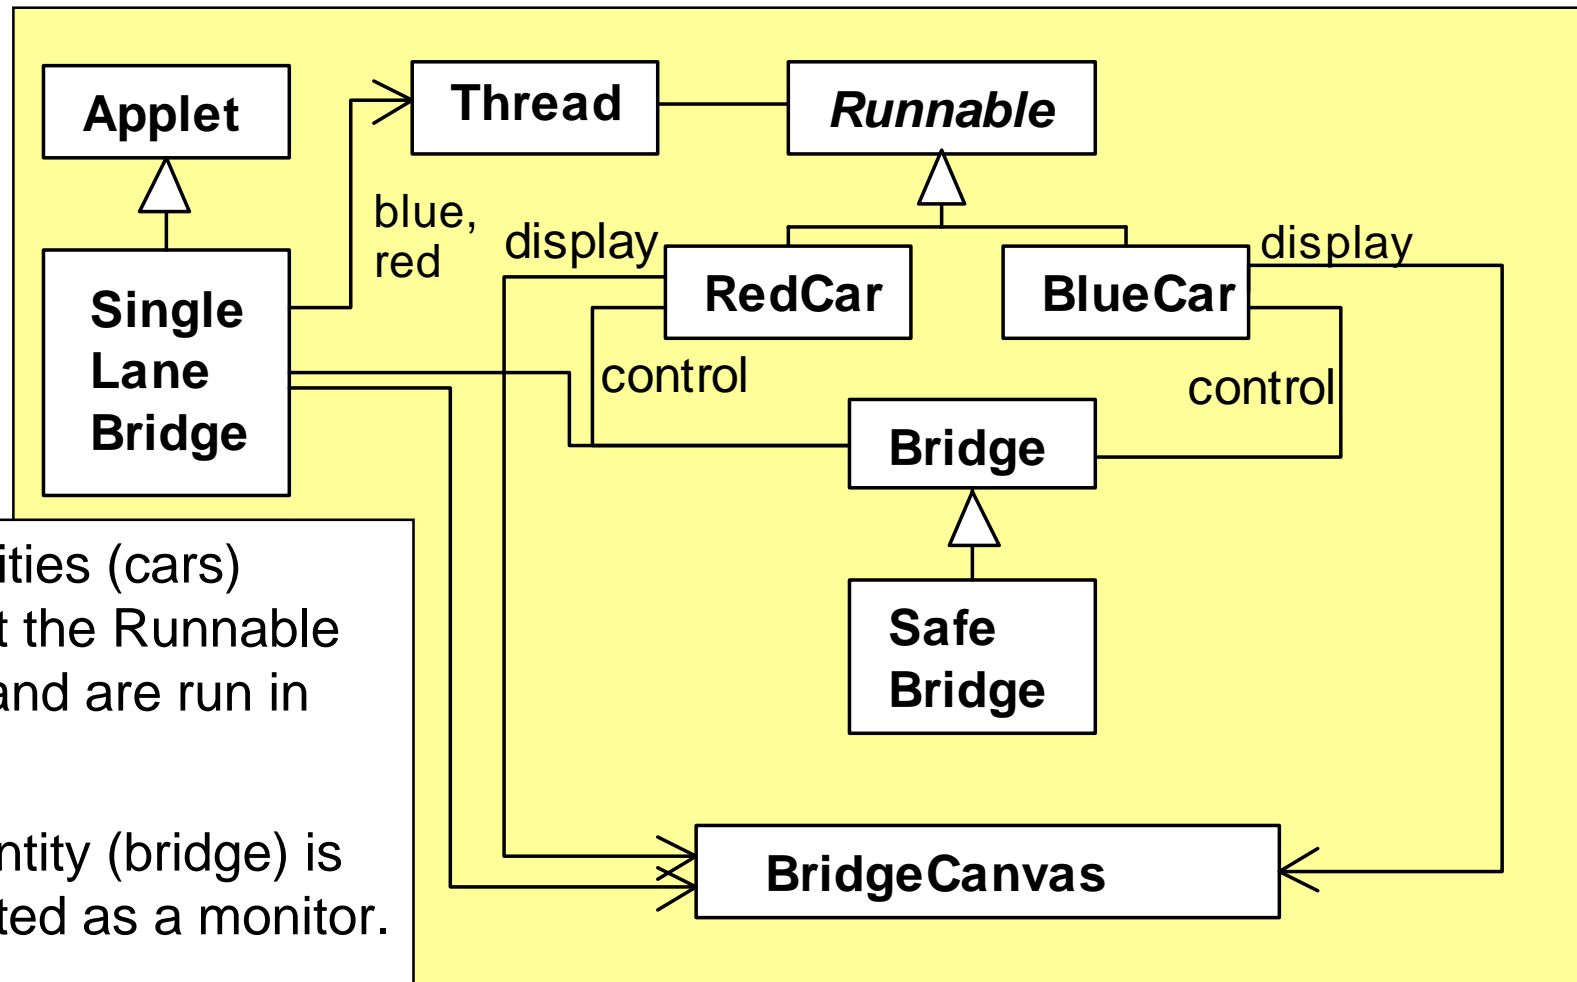 Applet
Thread
Runnable
blue,
red
display
display
Single
Lane
Bridge
RedCar
BlueCar
control
control
Bridge
Safe
Bridge
BridgeCanvas
ities (cars)
t the Runnable
and are run in
ntity (bridge) is
ted as a monitor.